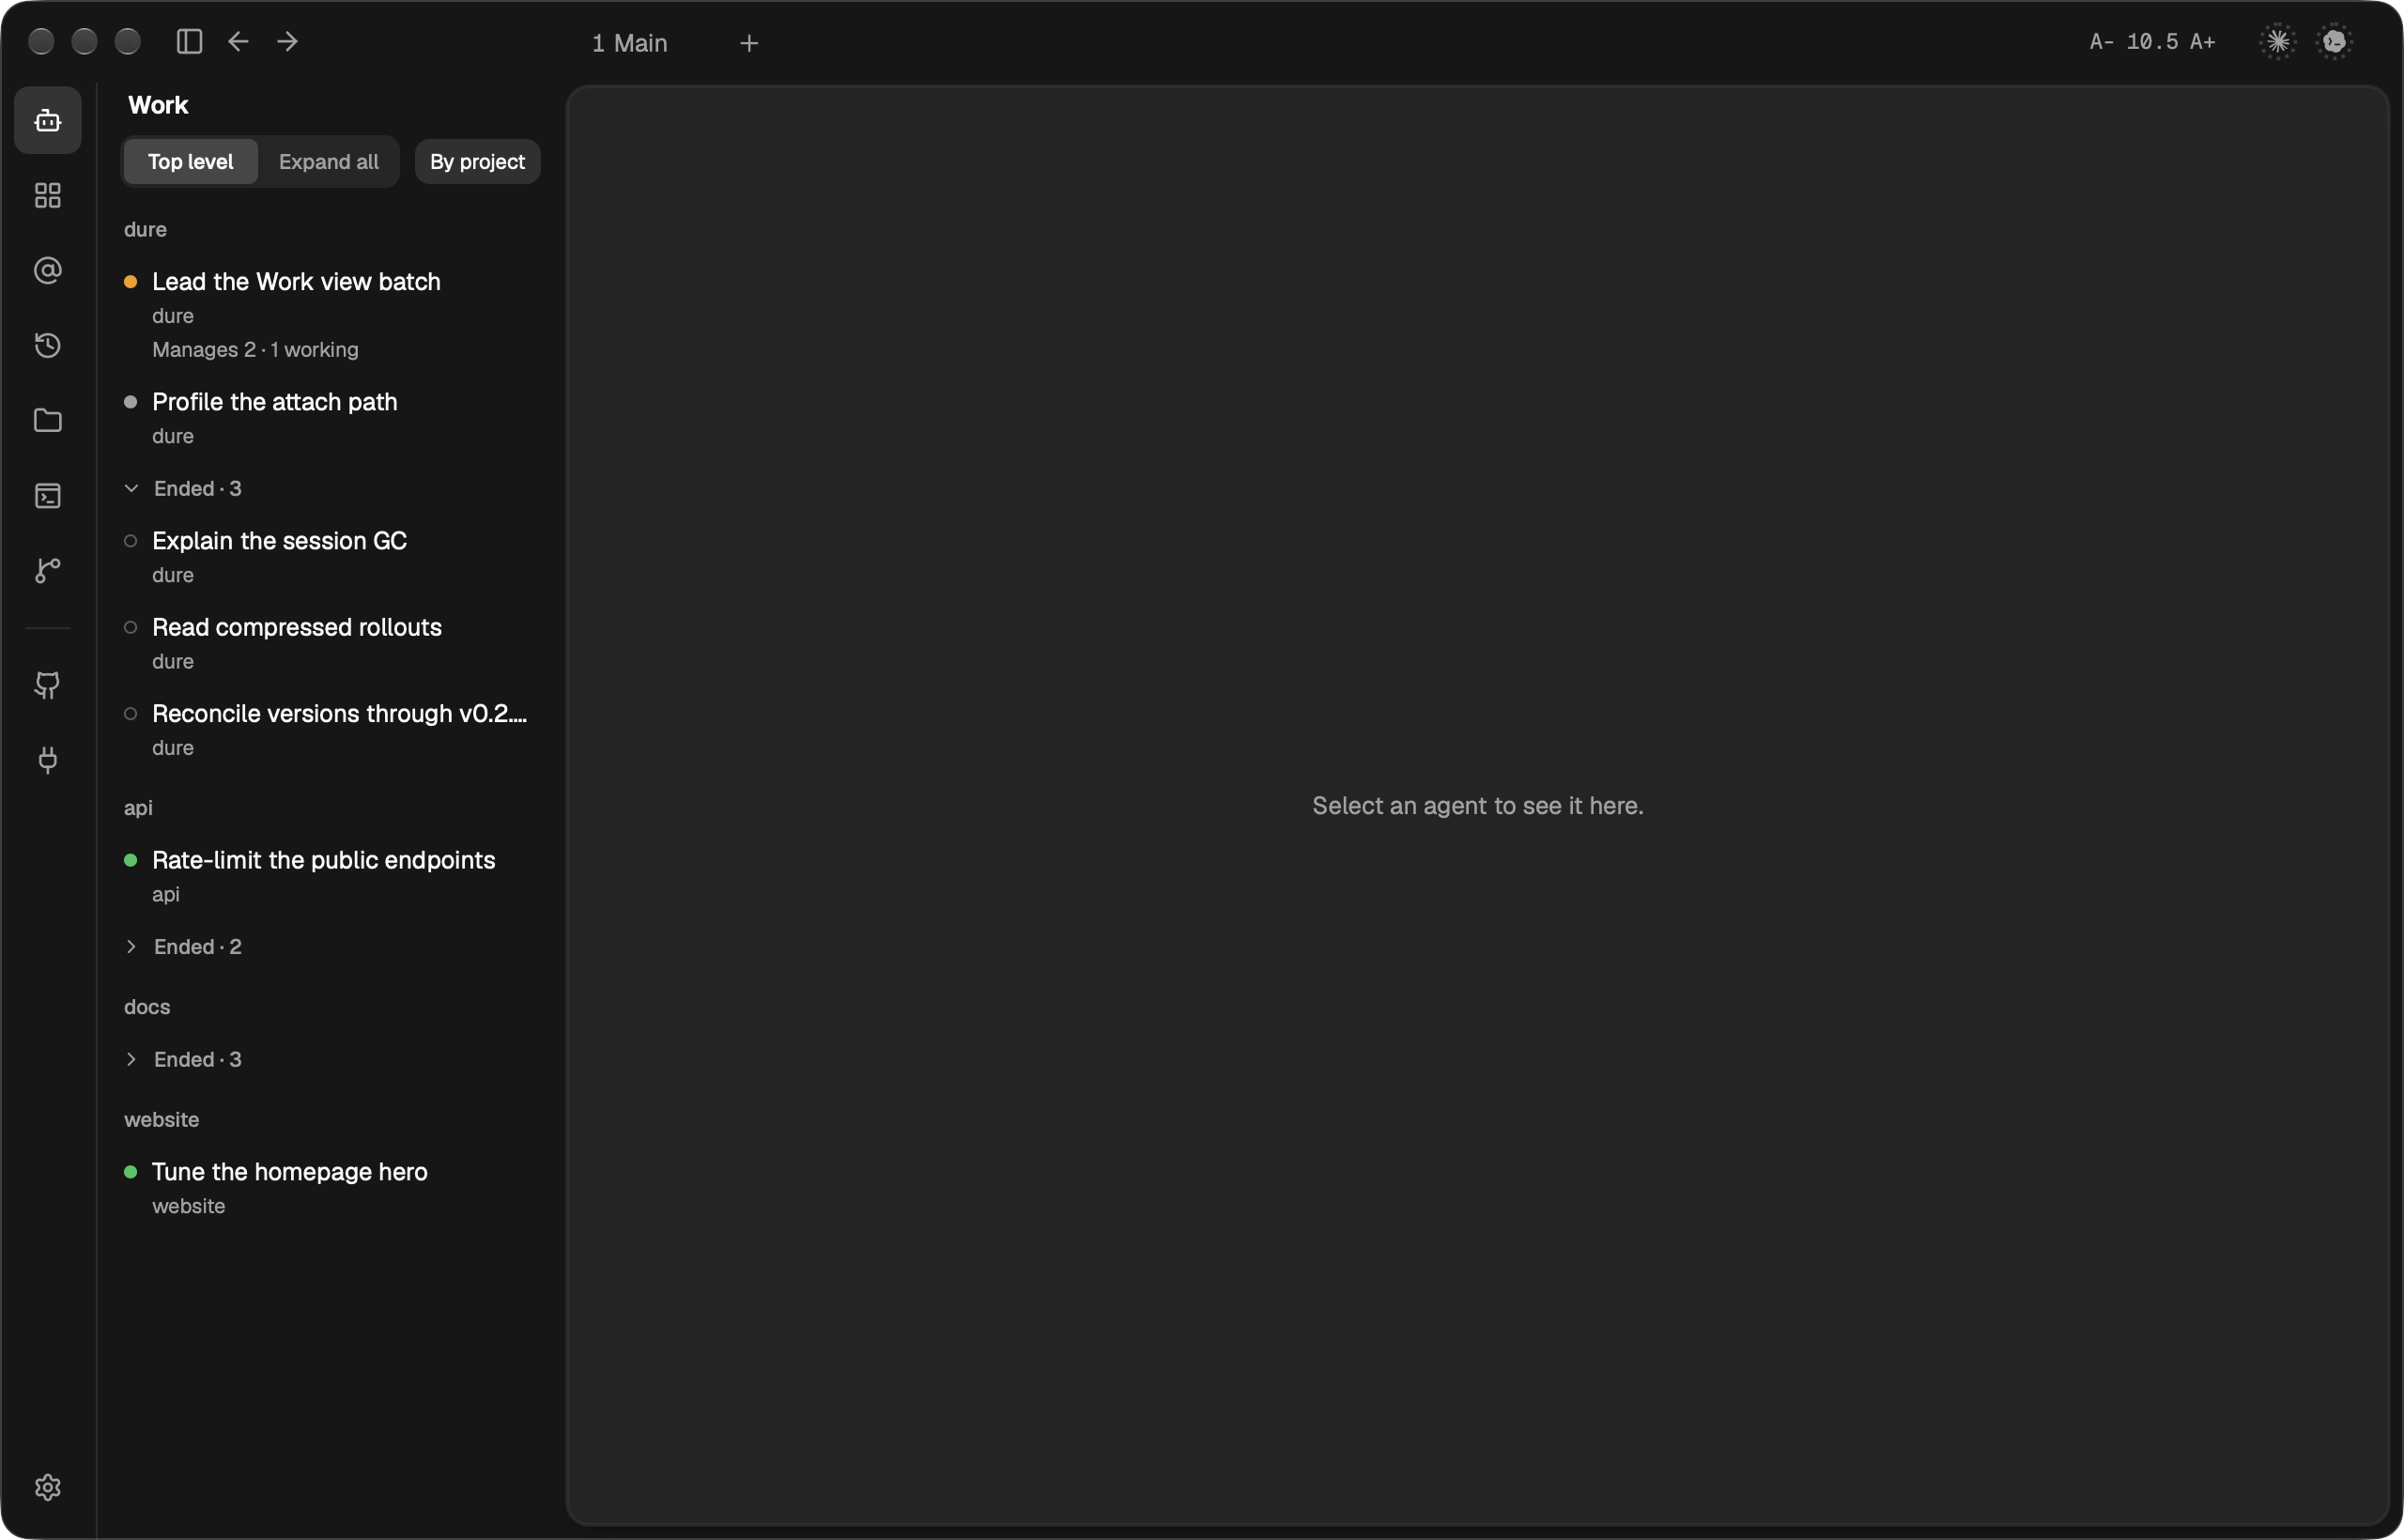 1 Main
A- 10.5 A+
Work
Top level
Expand all
By project
dure
Lead the Work view batch
dure
Manages 2 · 1 working
Profile the attach path
dure
Ended · 3
Explain the session GC
dure
Read compressed rollouts
dure
Reconcile versions through v0.2....
dure
api
Rate-limit the public endpoints
api
Ended · 2
docs
Ended · 3
website
Tune the homepage hero
website
Select an agent to see it here.